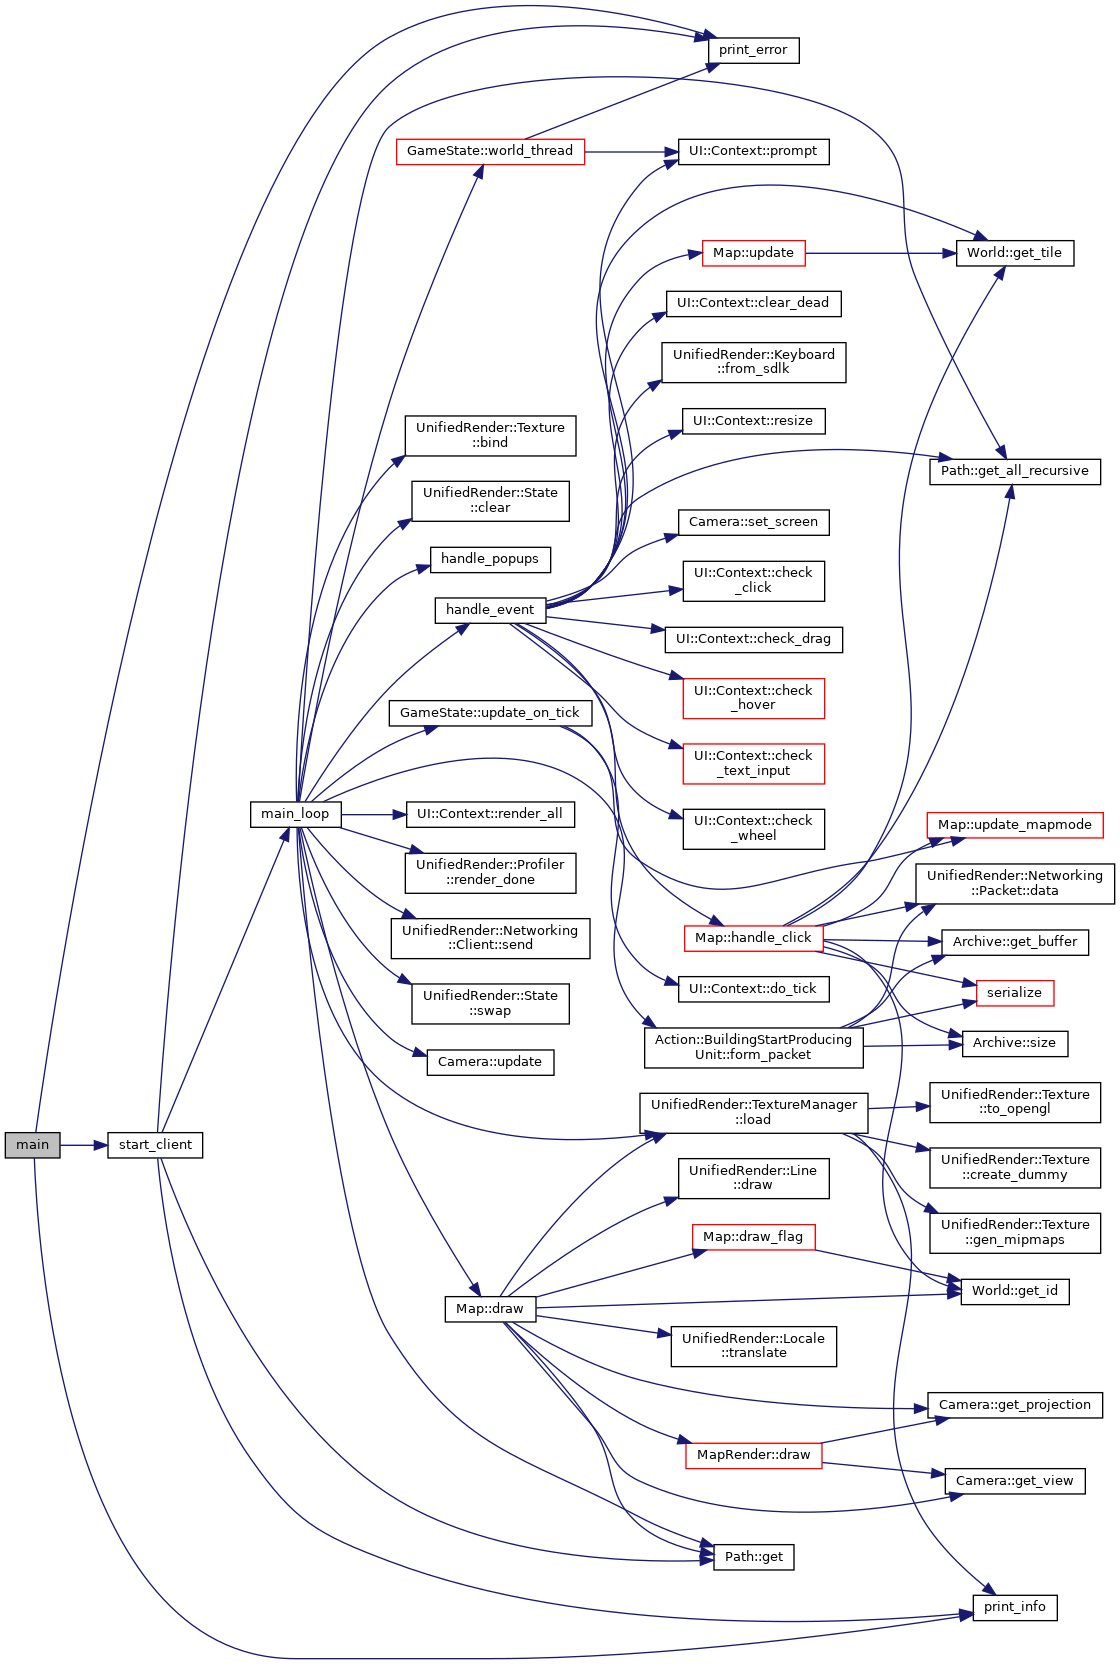 print_error
GameState::world_thread
UI::Context::prompt
Map::update
World::get_tile
UI::Context::clear_dead
UnifiedRender::Keyboard
::from_sdlk
UnifiedRender::Texture
::bind
UI::Context::resize
Path::get_all_recursive
UnifiedRender::State
::clear
Camera::set_screen
handle_popups
UI::Context::check
_click
handle_event
UI::Context::check_drag
UI::Context::check
_hover
GameState::update_on_tick
UI::Context::check
_text_input
main_loop
UI::Context::render_all
UI::Context::check
_wheel
Map::update_mapmode
UnifiedRender::Profiler
::render_done
UnifiedRender::Networking
::Packet::data
UnifiedRender::Networking
::Client::send
Map::handle_click
Archive::get_buffer
UnifiedRender::State
::swap
UI::Context::do_tick
serialize
Camera::update
Action::BuildingStartProducing
Unit::form_packet
Archive::size
UnifiedRender::TextureManager
::load
UnifiedRender::Texture
::to_opengl
main
start_client
UnifiedRender::Line
::draw
UnifiedRender::Texture
::create_dummy
Map::draw_flag
UnifiedRender::Texture
::gen_mipmaps
Map::draw
World::get_id
UnifiedRender::Locale
::translate
Camera::get_projection
MapRender::draw
Camera::get_view
Path::get
print_info